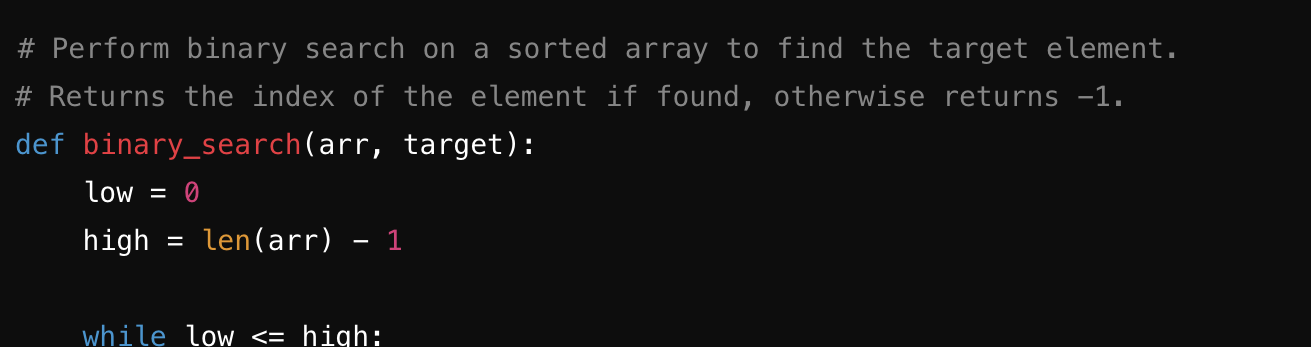 # Perform binary search on a sorted array to find the target element.
# Returns the index of the element if found, otherwise returns -1.
def binary_search(arr, target):
    low = 0
    high = len(arr) - 1
    while low <= high: